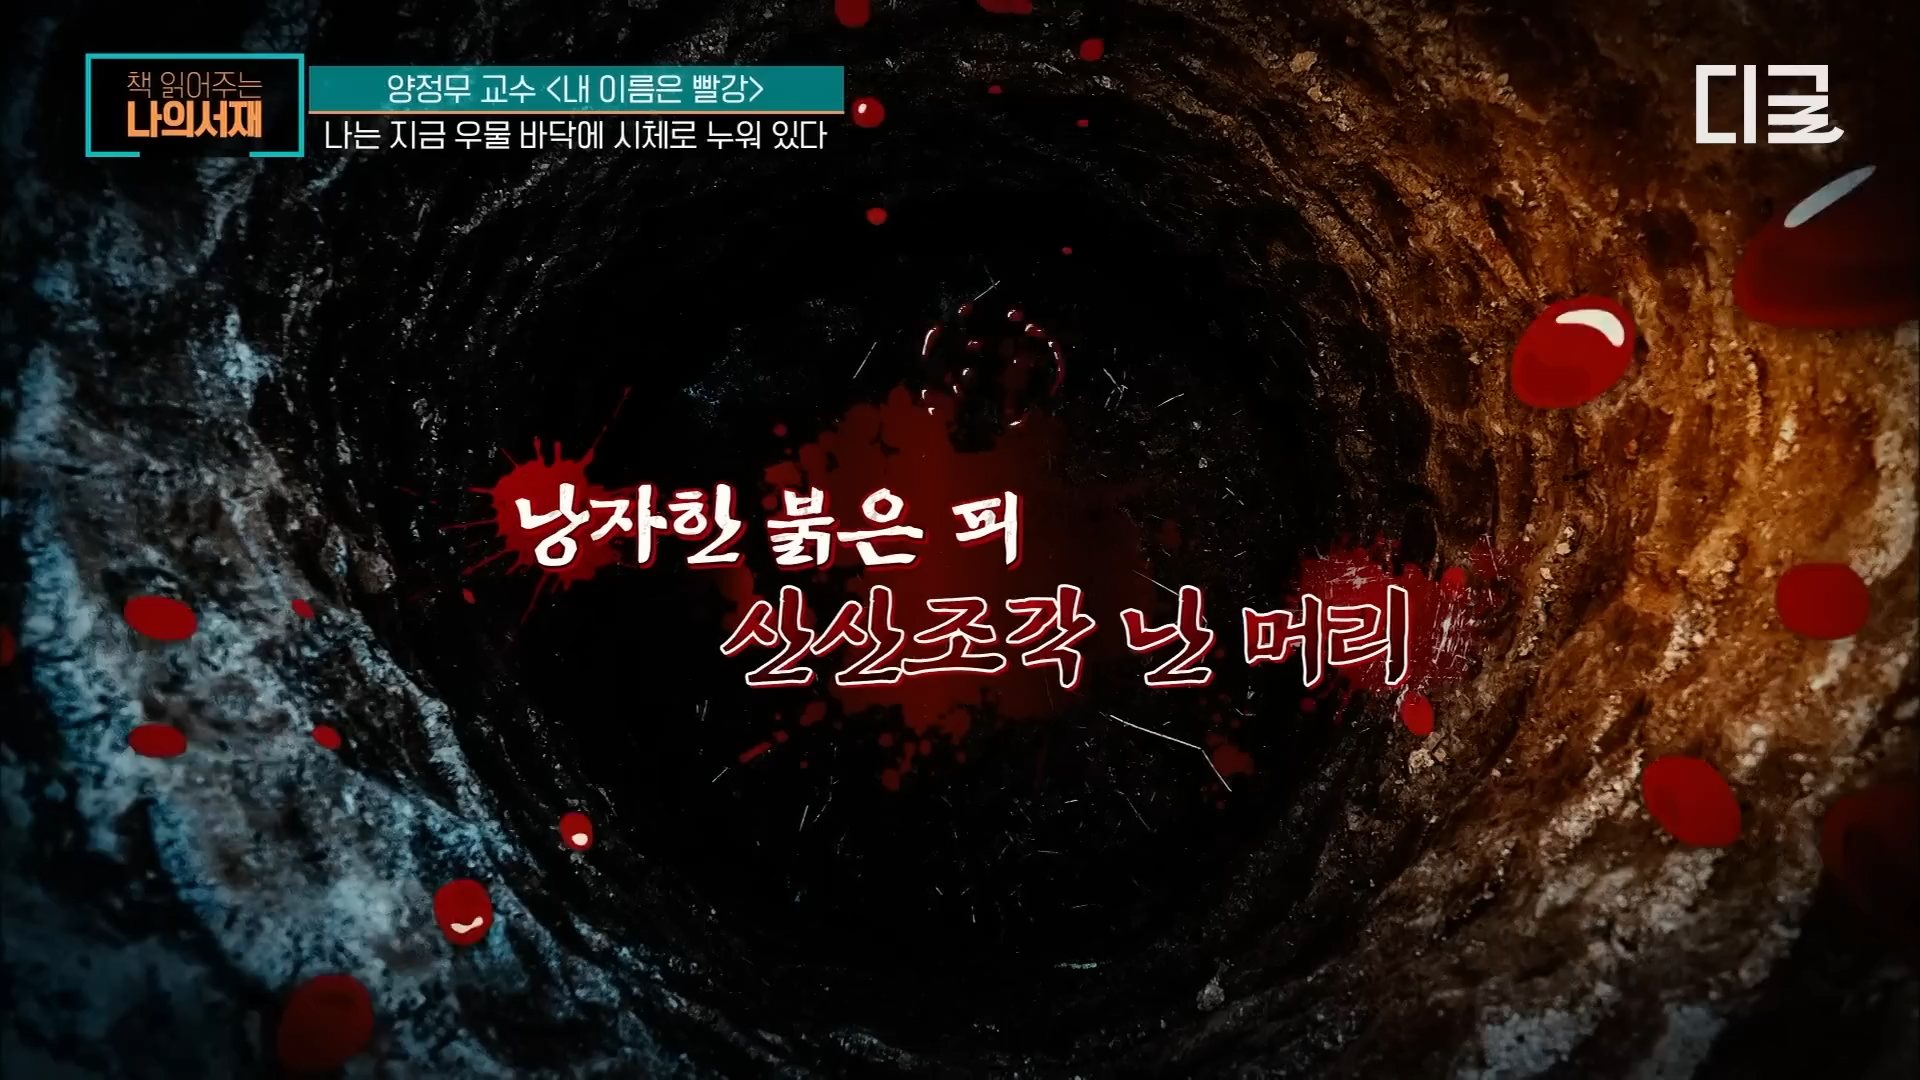 책 읽어주는
나의서재
양정무 교수 <내 이름은 빨강>
나는 지금 우물 바닥에 시체로 누워 있다
디글
낭자한 붉은 피
산산조각 난 머리